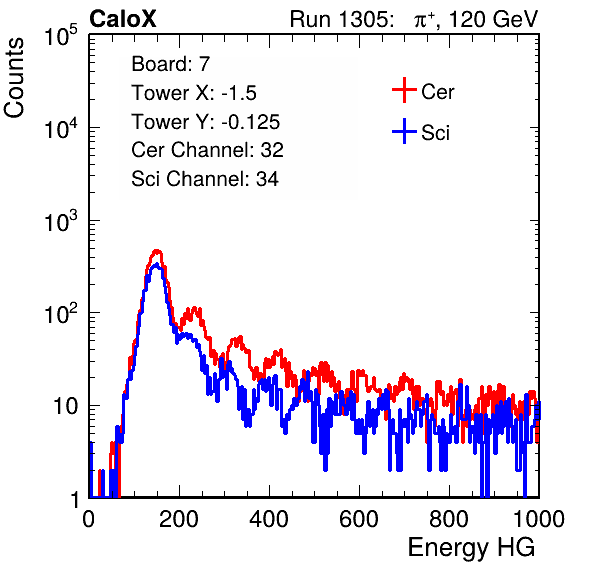 CaloX Run 1305: π⁺, 120 GeV
Counts
10⁵
10⁴
10³
10²
10
1
Board: 7
Tower X: -1.5
Tower Y: -0.125
Cer Channel: 32
Sci Channel: 34
Cer
Sci
0 200 400 600 800 1000
Energy HG